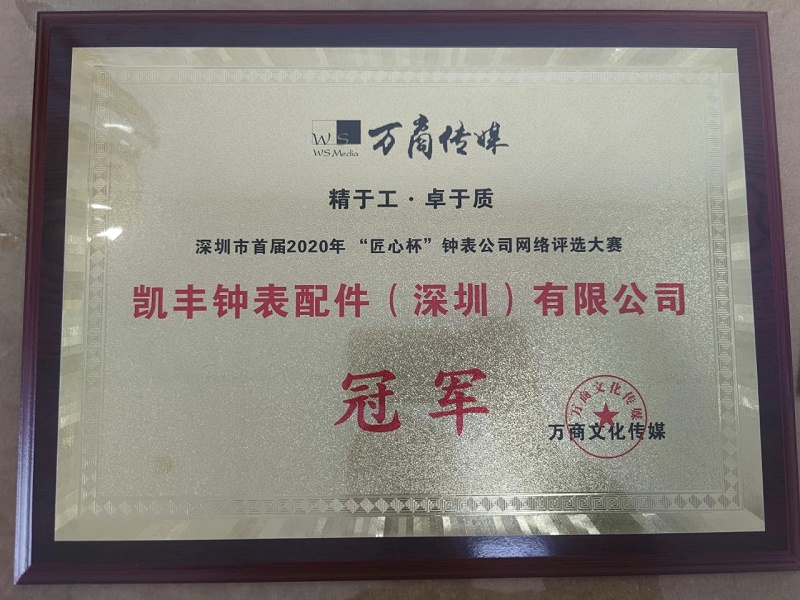 WS 万商传媒
WS Media
精于工·卓于质
深圳市首届2020年“匠心杯”钟表公司网络评选大赛
凯丰钟表配件（深圳）有限公司
冠军
万商文化传媒
万商文化传媒